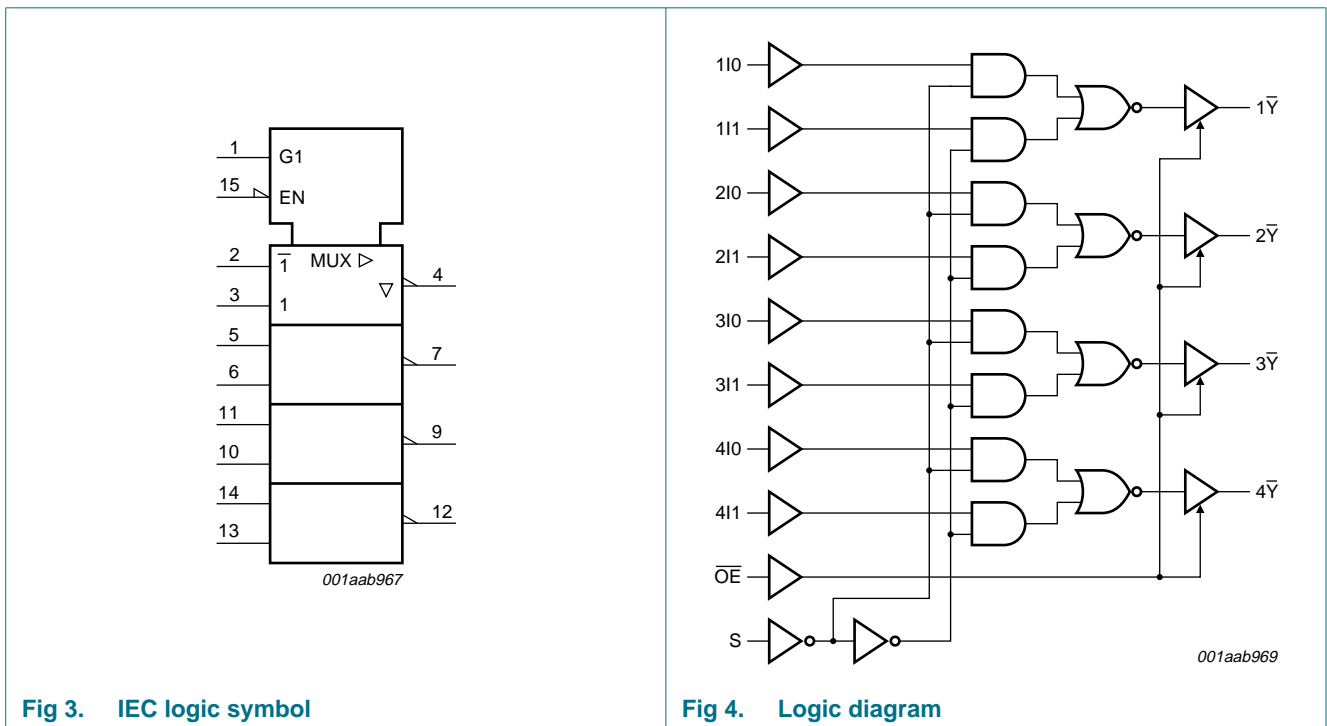 1
G1
15
EN
2
1̅
MUX
4
3
1
5
7
6
11
9
10
14
12
13
001aab967
Fig 3. IEC logic symbol
1I0
1Y̅
1I1
2I0
2Y̅
2I1
3I0
3Y̅
3I1
4I0
4Y̅
4I1
O̅E̅
S
001aab969
Fig 4. Logic diagram